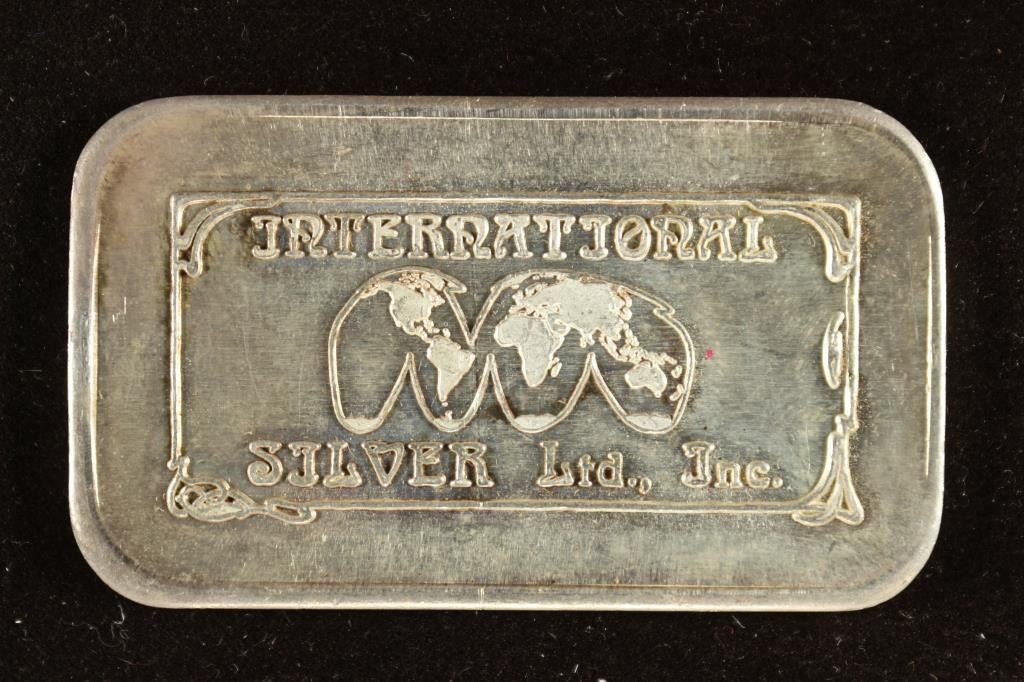 INTERNATIONAL
SILVER Ltd., Inc.